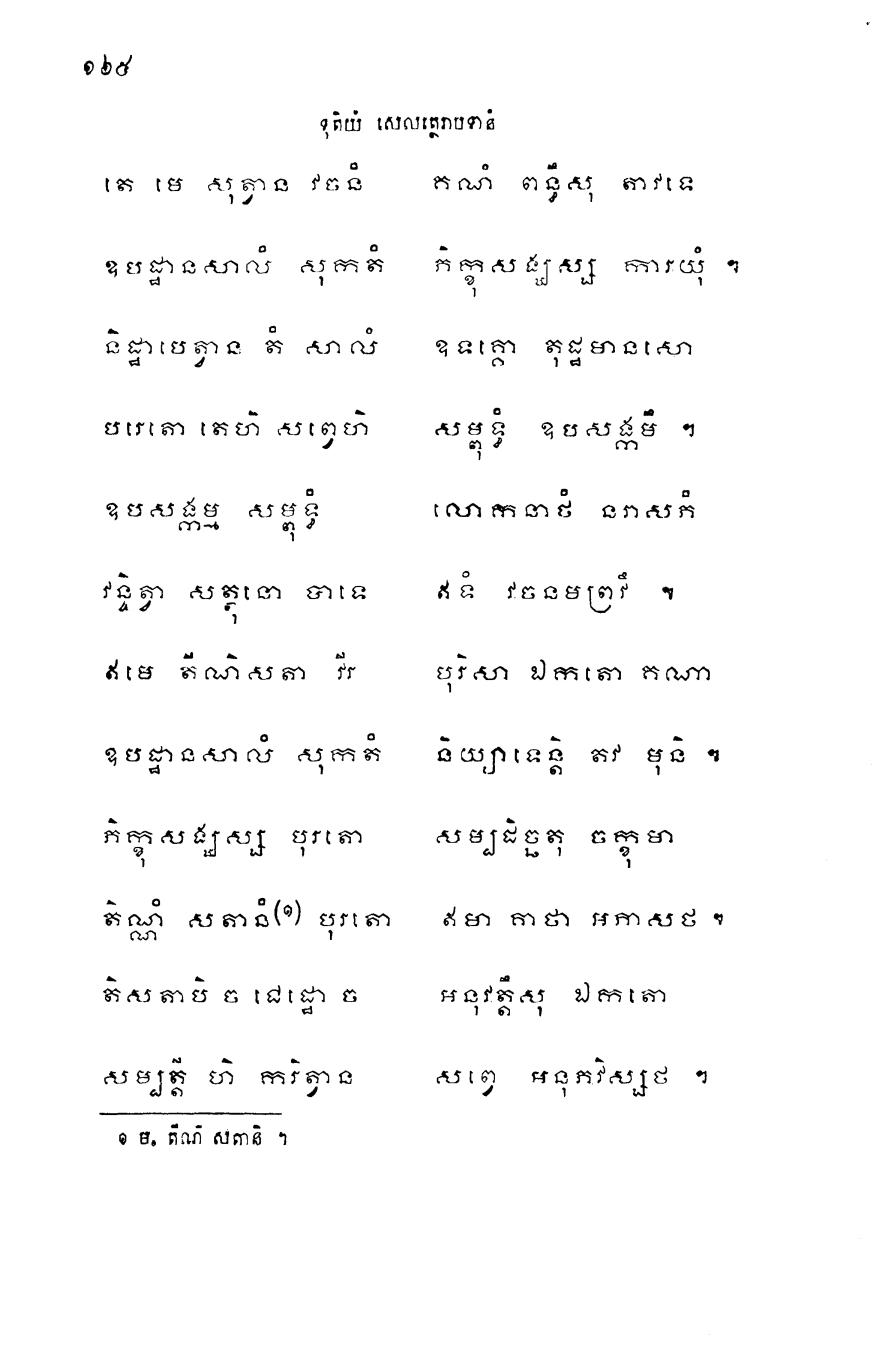 ១៦៥
ទុតិយំ សេលត្ថេរាបទានំ
តេ មេ សុត្វាន វចនំ គណំ ពន្ធឹសុ តាវទេ
ឧបដ្ឋានសាលំ សុកតំ ភិក្ខុសង្ឃស្ស ការយុំ ។
និដ្ឋាបេត្វាន តំ សាលំ ឧទគ្គោ តុដ្ឋមានសោ
បរេតោ តេហិ សព្វេហិ សម្ពុទ្ធំ ឧបសង្កមឹ ។
ឧបសង្កម្ម សម្ពុទ្ធំ លោកនាថំ នរាសភំ
វន្ទិត្វា សត្ថុនោ បាទេ ឥទំ វចនមព្រវឹ ។
ឥមេ តីណិសតា វីរ បុរិសា ឯកតោ គណា
ឧបដ្ឋានសាលំ សុកតំ និយ្យាទេន្តិ តវ មុនិ ។
ភិក្ខុសង្ឃស្ស បុរតោ សម្បដិច្ឆតុ ចក្ខុមា
តិណ្ណំ សតានំ(១) បុរតោ ឥមា គាថា អភាសថ ។
តិសតាបិ ច ជេដ្ឋោ ច អនុវត្តឹសុ ឯកតោ
សម្បត្តឹ ហិ ករិត្វាន សព្វេ អនុភវិស្សថ ។
១ ម. តីណិ សតានិ ។